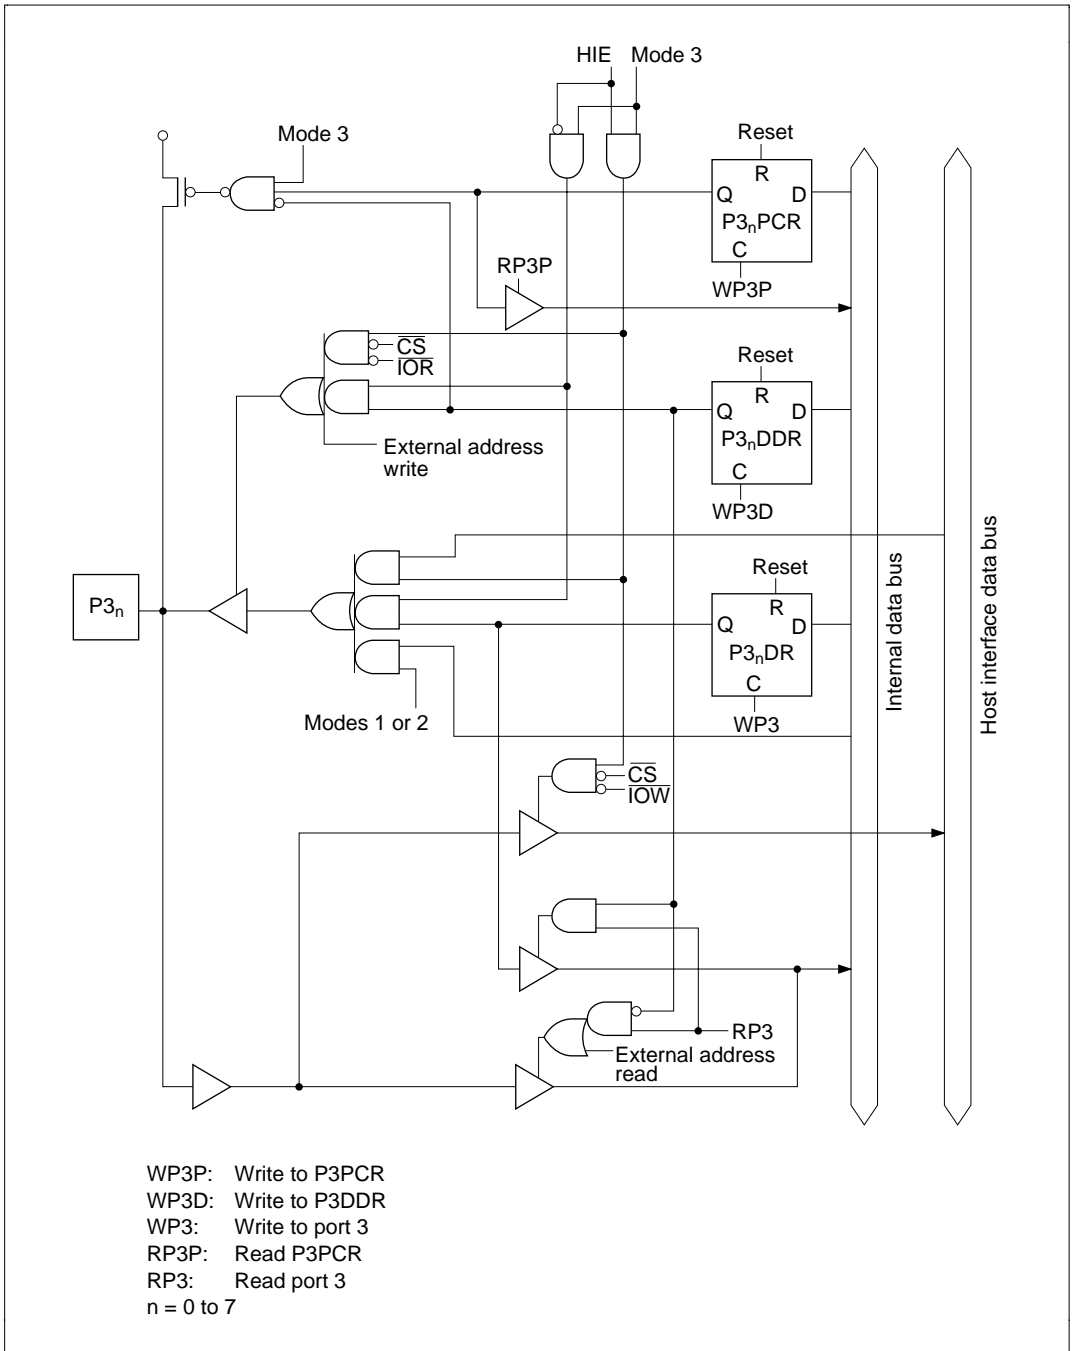 HIE Mode 3
Mode 3
Reset
R
Q D
P3nPCR
C
WP3P
RP3P
CS
IOR
Reset
R
Q D
P3nDDR
C
WP3D
External address
write
P3n
Reset
R
Q D
P3nDR
C
WP3
Modes 1 or 2
Internal data bus
Host interface data bus
CS
IOW
RP3
External address
read
WP3P: Write to P3PCR
WP3D: Write to P3DDR
WP3: Write to port 3
RP3P: Read P3PCR
RP3: Read port 3
n = 0 to 7